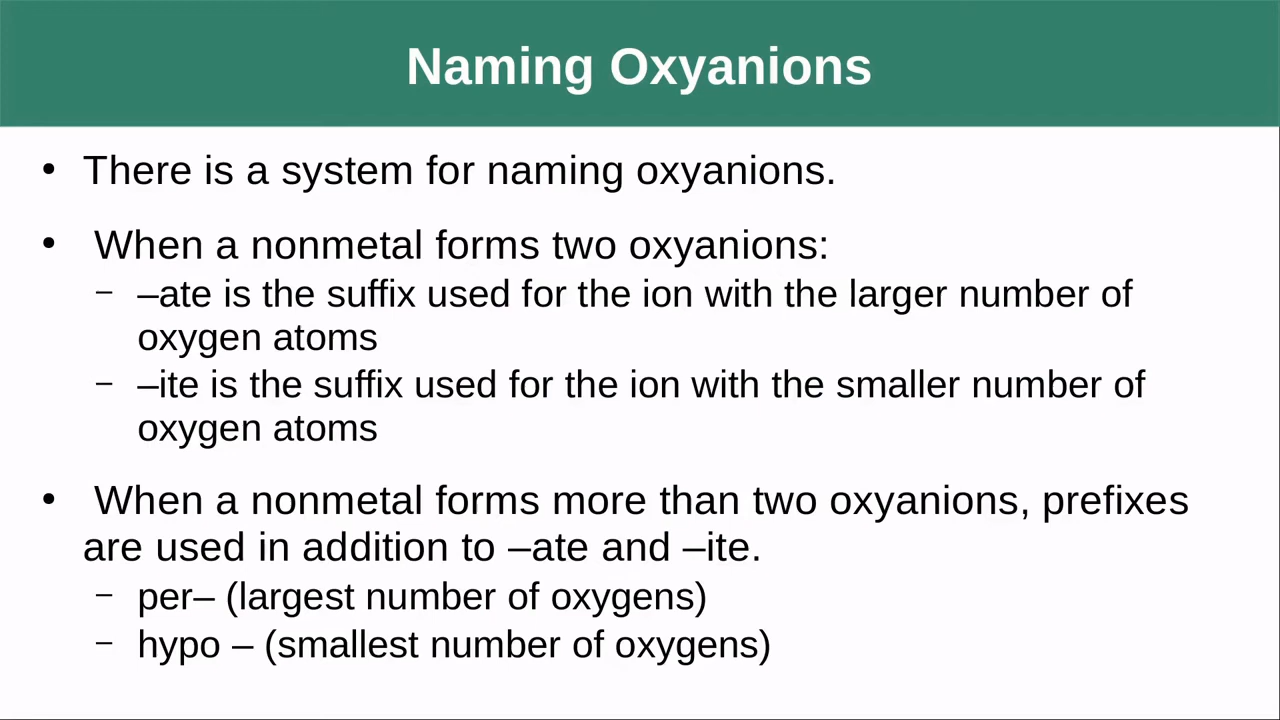 Naming Oxyanions
• There is a system for naming oxyanions.
• When a nonmetal forms two oxyanions:
– –ate is the suffix used for the ion with the larger number of
oxygen atoms
– –ite is the suffix used for the ion with the smaller number of
oxygen atoms
• When a nonmetal forms more than two oxyanions, prefixes
are used in addition to –ate and –ite.
– per– (largest number of oxygens)
– hypo – (smallest number of oxygens)